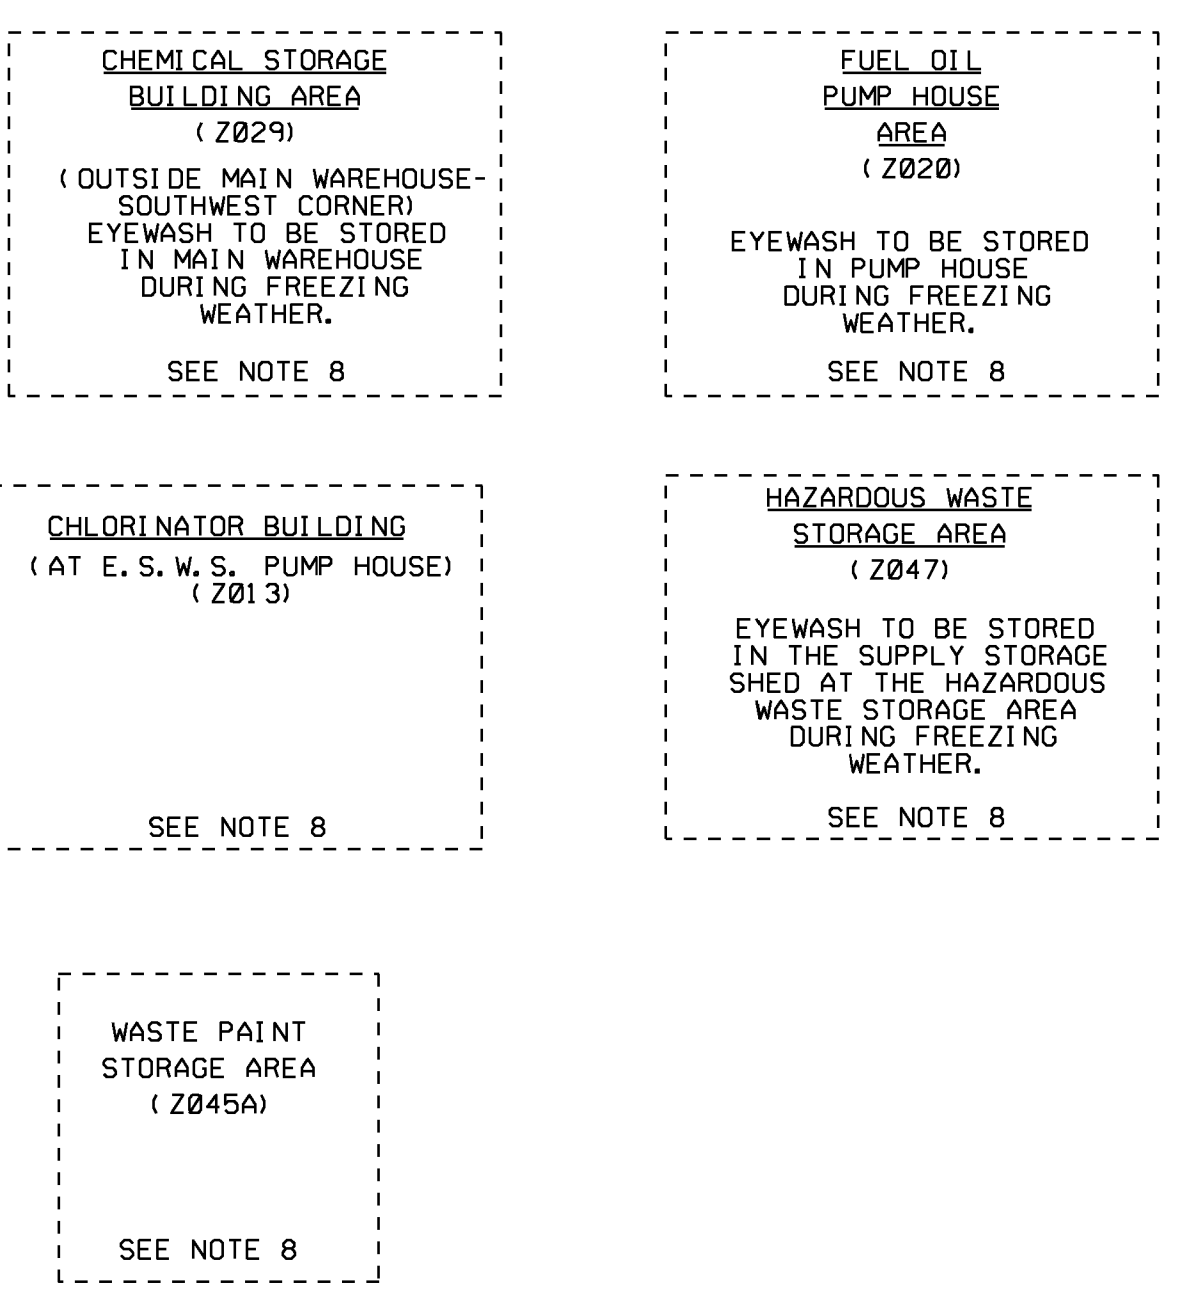 CHEMICAL STORAGE
BUILDING AREA
(Z029)
(OUTSIDE MAIN WAREHOUSE-
SOUTHWEST CORNER)
EYEWASH TO BE STORED
IN MAIN WAREHOUSE
DURING FREEZING
WEATHER.
SEE NOTE 8
FUEL OIL
PUMP HOUSE
AREA
(Z020)
EYEWASH TO BE STORED
IN PUMP HOUSE
DURING FREEZING
WEATHER.
SEE NOTE 8
CHLORINATOR BUILDING
(AT E.S.W.S. PUMP HOUSE)
(Z013)
SEE NOTE 8
HAZARDOUS WASTE
STORAGE AREA
(Z047)
EYEWASH TO BE STORED
IN THE SUPPLY STORAGE
SHED AT THE HAZARDOUS
WASTE STORAGE AREA
DURING FREEZING
WEATHER.
SEE NOTE 8
WASTE PAINT
STORAGE AREA
(Z045A)
SEE NOTE 8